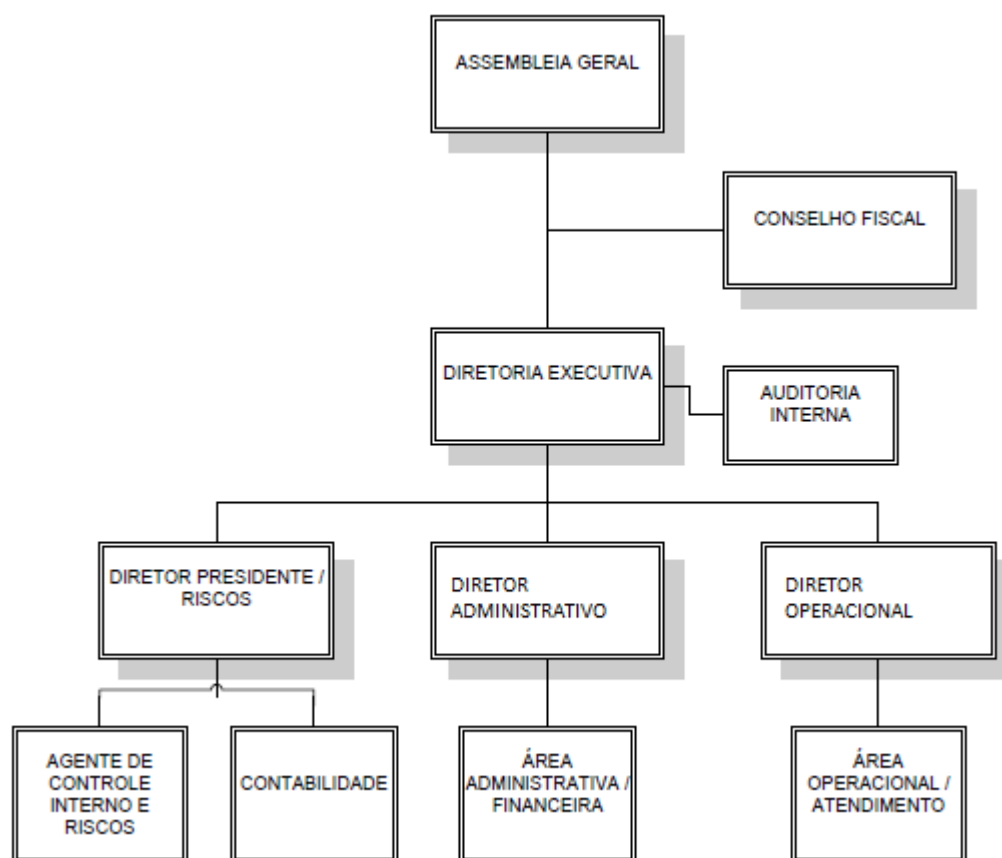 ASSEMBLEIA GERAL
CONSELHO FISCAL
DIRETORIA EXECUTIVA
AUDITORIA
INTERNA
DIRETOR PRESIDENTE /
RISCOS
DIRETOR
ADMINISTRATIVO
DIRETOR
OPERACIONAL
AGENTE DE
CONTROLE
INTERNO E
RISCOS
CONTABILIDADE
ÁREA
ADMINISTRATIVA /
FINANCEIRA
ÁREA
OPERACIONAL /
ATENDIMENTO